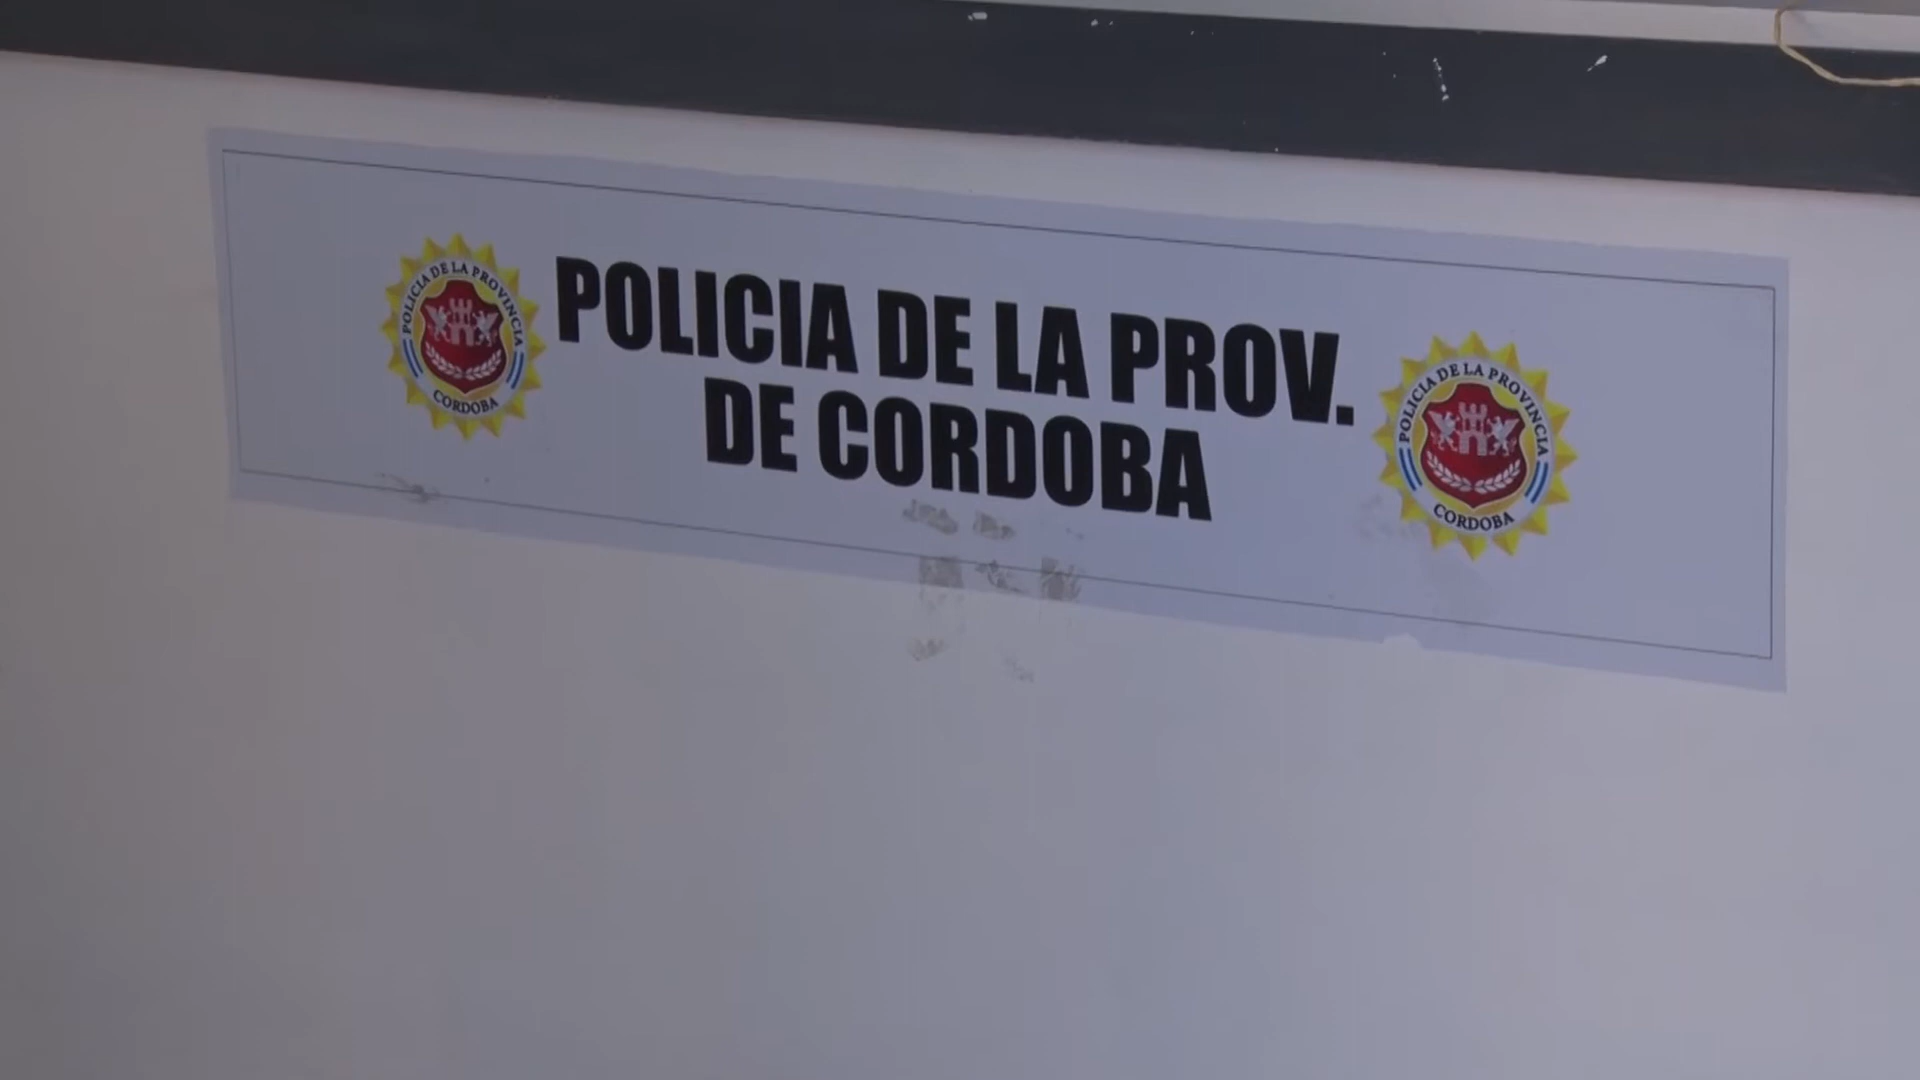 POLICIA DE LA PROV.
DE CORDOBA
POLICIA DE LA PROVINCIA
CORDOBA
POLICIA DE LA PROVINCIA
CORDOBA